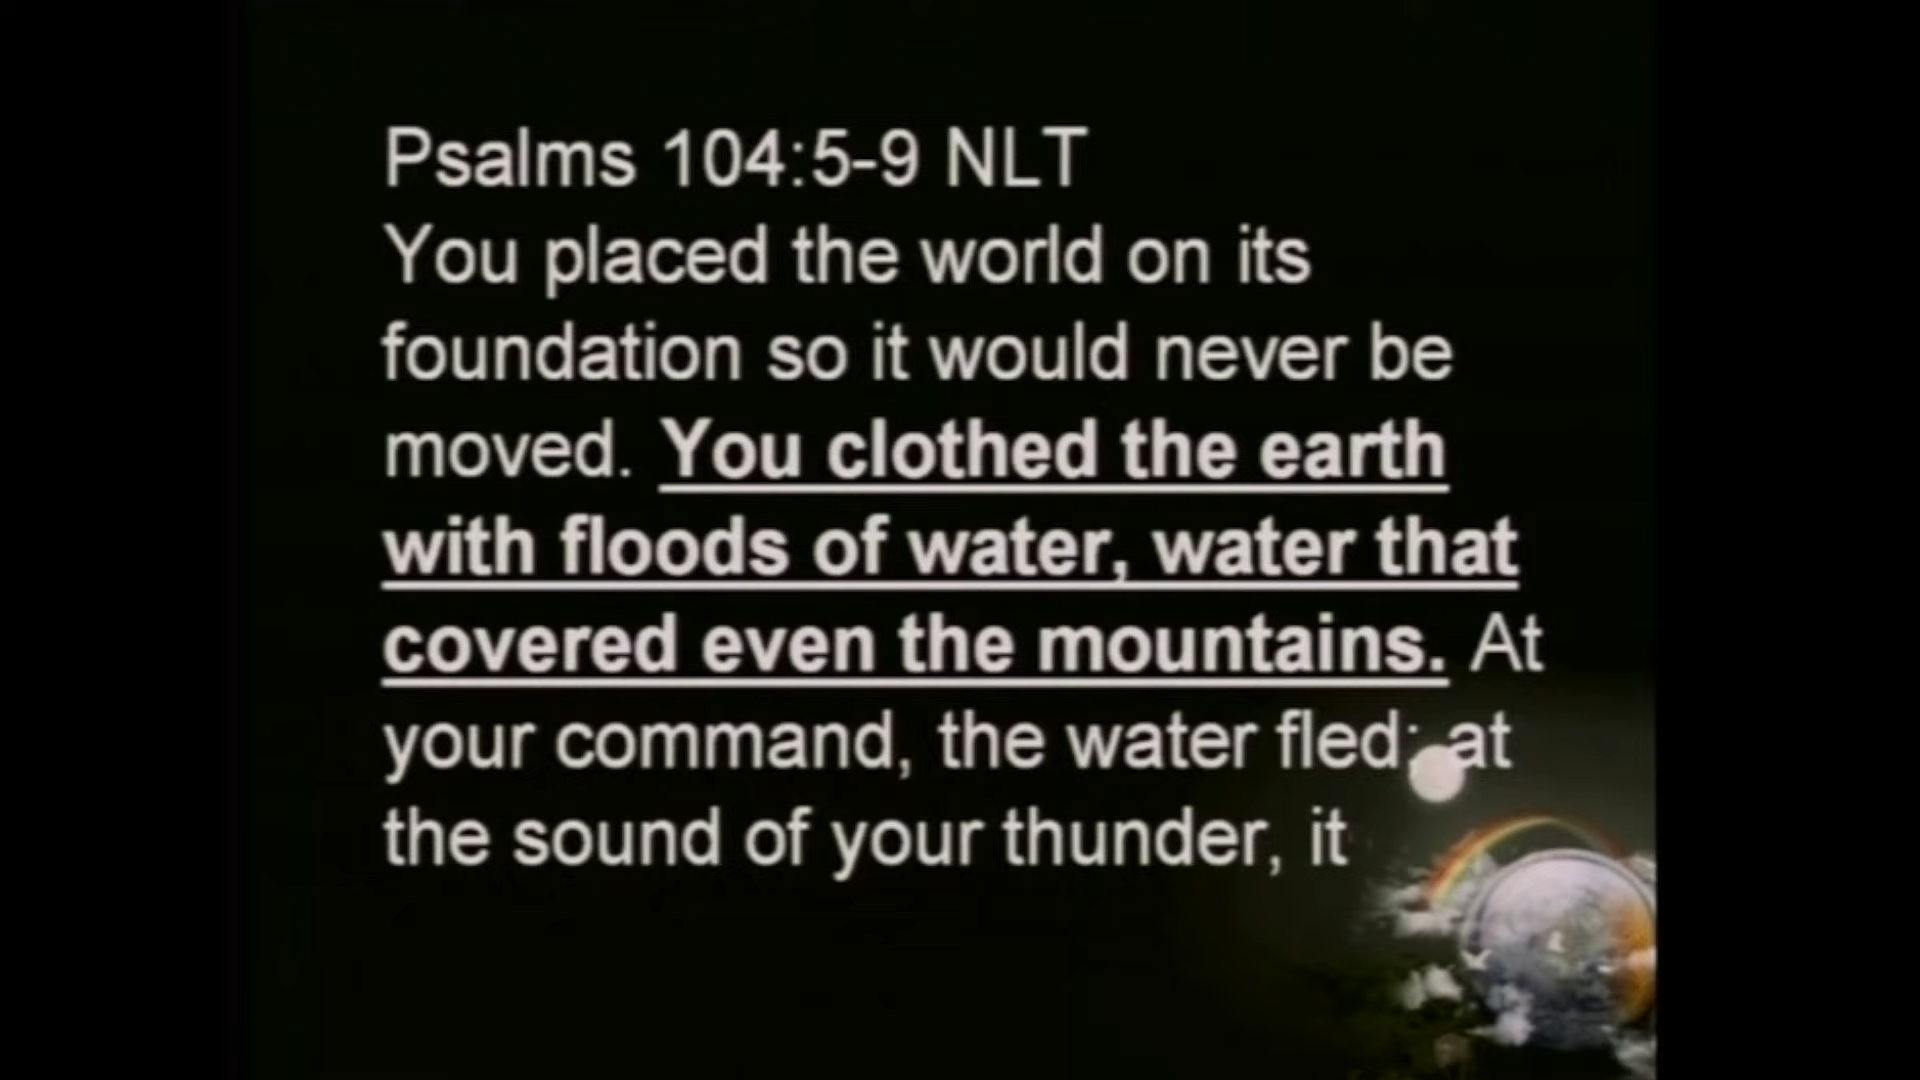 Psalms 104:5-9 NLT
You placed the world on its
foundation so it would never be
moved. You clothed the earth
with floods of water, water that
covered even the mountains. At
your command, the water fled; at
the sound of your thunder, it